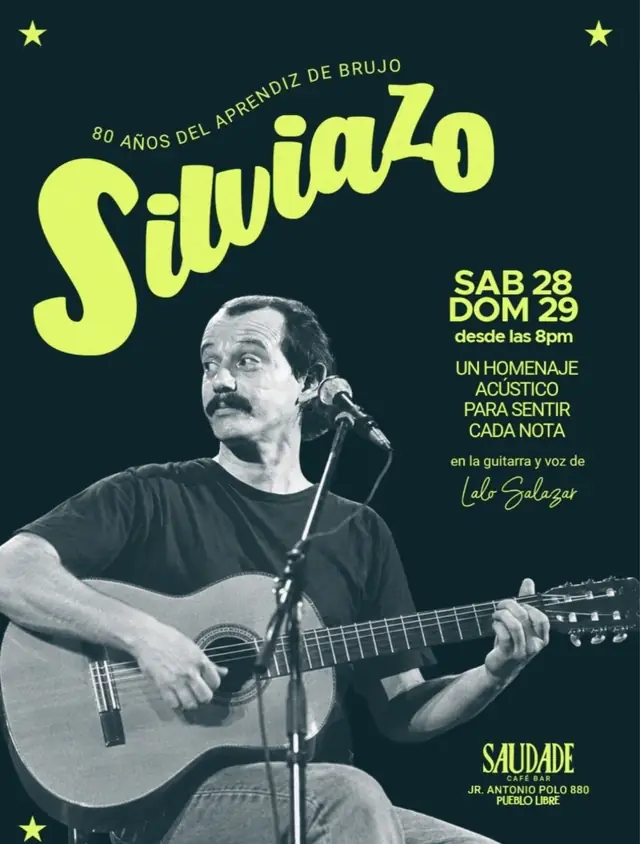 80 AÑOS DEL APRENDIZ DE BRUJO
Silviazo
SAB 28
DOM 29
desde las 8pm
UN HOMENAJE
ACÚSTICO
PARA SENTIR
CADA NOTA
en la guitarra y voz de
Lalo Salazar
SAUDADE
CAFÉ BAR
JR. ANTONIO POLO 880
PUEBLO LIBRE